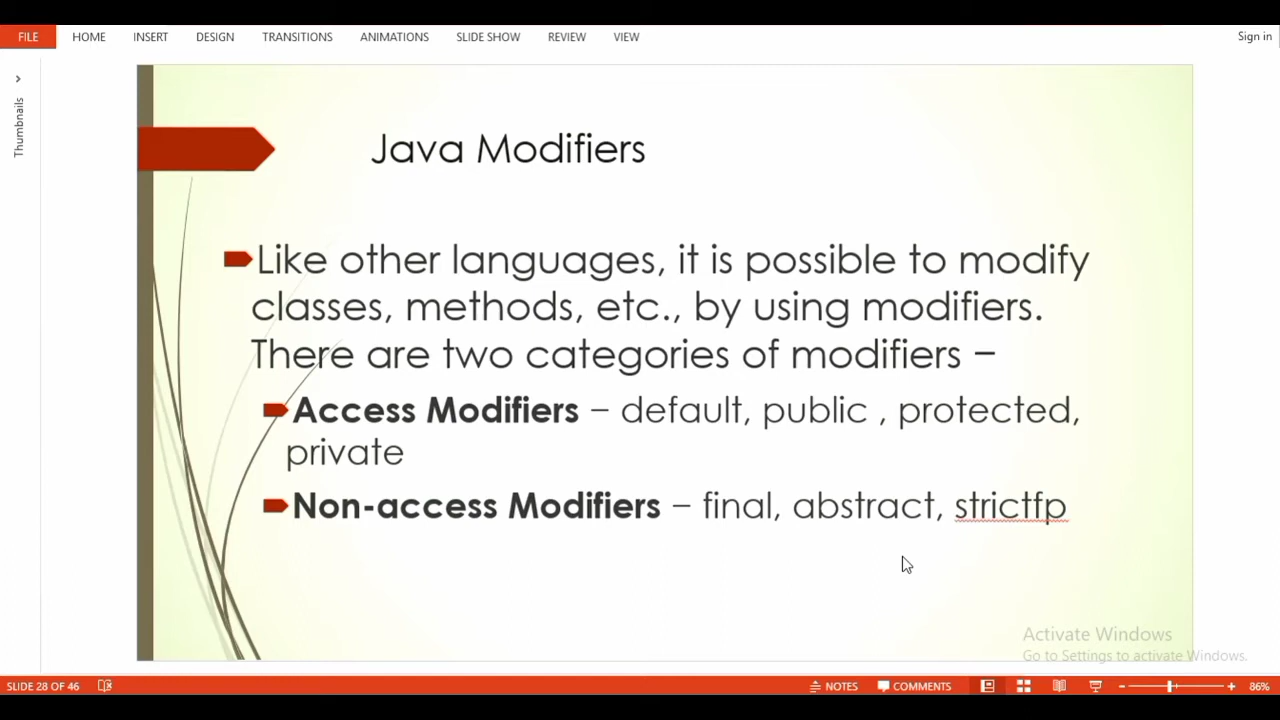 FILE HOME INSERT DESIGN TRANSITIONS ANIMATIONS SLIDE SHOW REVIEW VIEW Sign in
Thumbnails
Java Modifiers
Like other languages, it is possible to modify
classes, methods, etc., by using modifiers.
There are two categories of modifiers −
Access Modifiers − default, public , protected,
private
Non-access Modifiers − final, abstract, strictfp
Activate Windows
Go to Settings to activate Windows.
SLIDE 28 OF 46 NOTES COMMENTS 86%